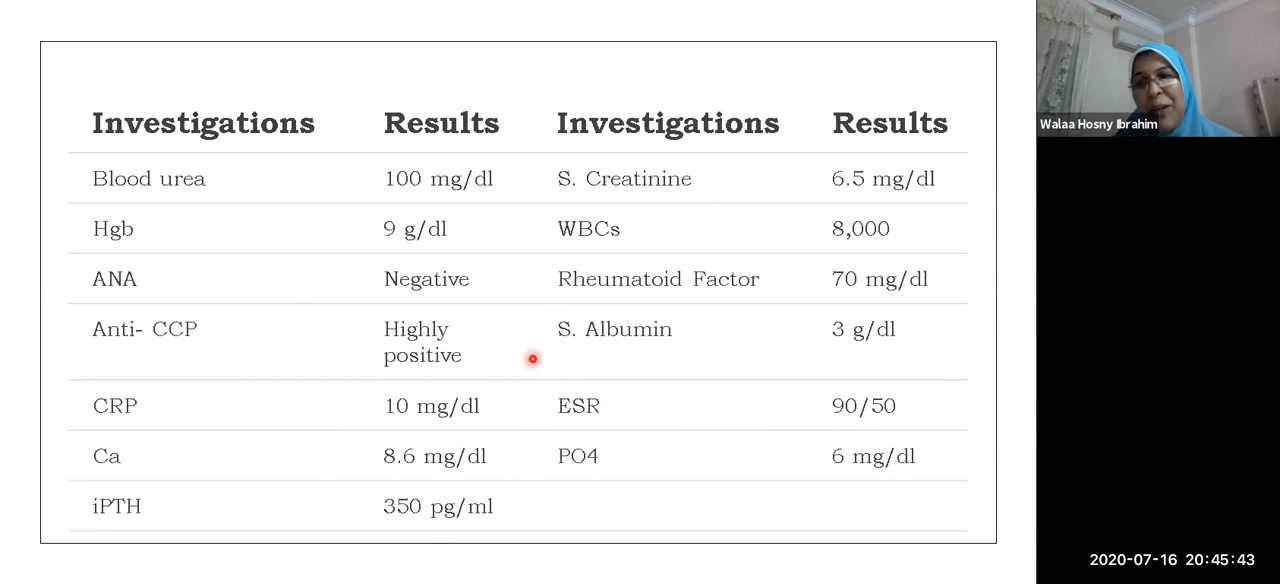 Investigations Results Investigations Results
Blood urea 100 mg/dl S. Creatinine 6.5 mg/dl
Hgb 9 g/dl WBCs 8,000
ANA Negative Rheumatoid Factor 70 mg/dl
Anti- CCP Highly S. Albumin 3 g/dl
positive
CRP 10 mg/dl ESR 90/50
Ca 8.6 mg/dl PO4 6 mg/dl
iPTH 350 pg/ml
Walaa Hosny Ibrahim
2020-07-16 20:45:43